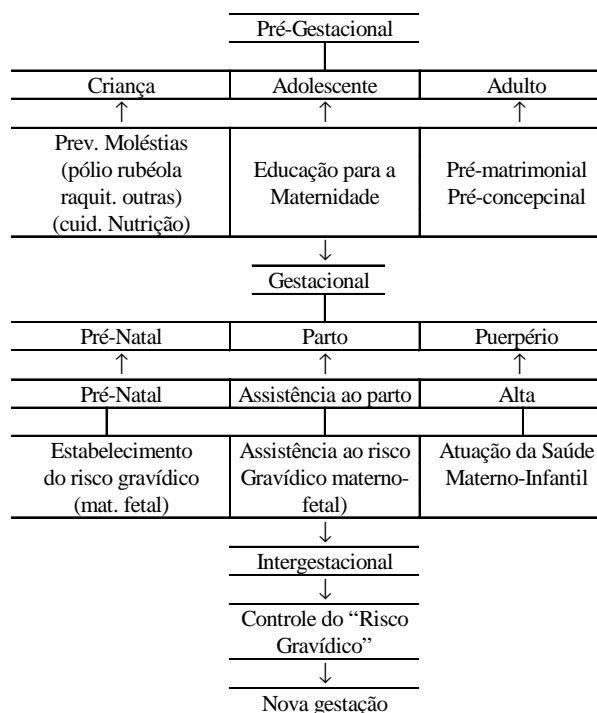 Pré-Gestacional
Criança Adolescente Adulto
↑ ↑ ↑
Prev. Moléstias
(pólio rubéola
raquit. outras)
(cuid. Nutrição)
Educação para a
Maternidade
Pré-matrimonial
Pré-concepcinal
↓
Gestacional
Pré-Natal Parto Puerpério
↑ ↑ ↑
Pré-Natal Assistência ao parto Alta
Estabelecimento
do risco gravídico
(mat. fetal)
Assistência ao risco
Gravídico materno-
fetal)
Atuação da Saúde
Materno-Infantil
↓
Intergestacional
↓
Controle do “Risco
Gravídico”
↓
Nova gestação